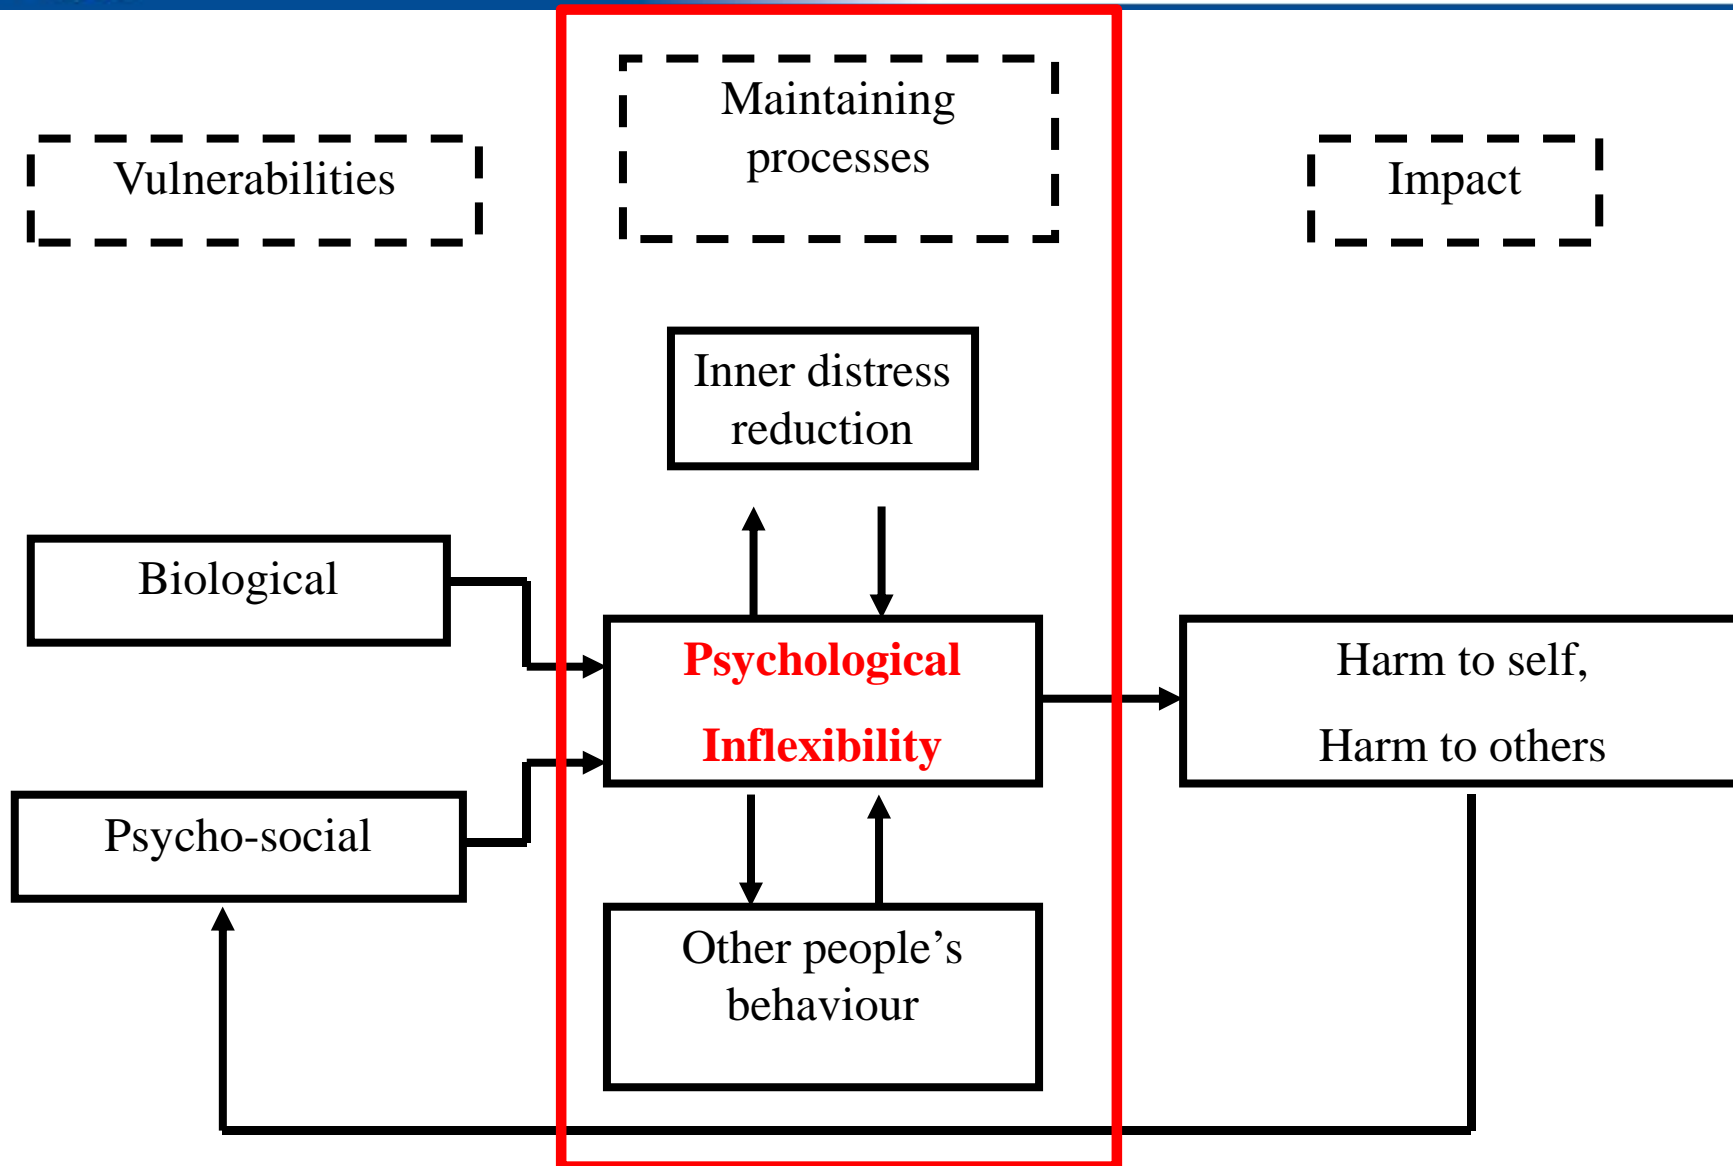 Maintaining
processes
Vulnerabilities
Impact
Inner distress
reduction
Biological
Psychological
Inflexibility
Harm to self,
Harm to others
Psycho-social
Other people’s
behaviour